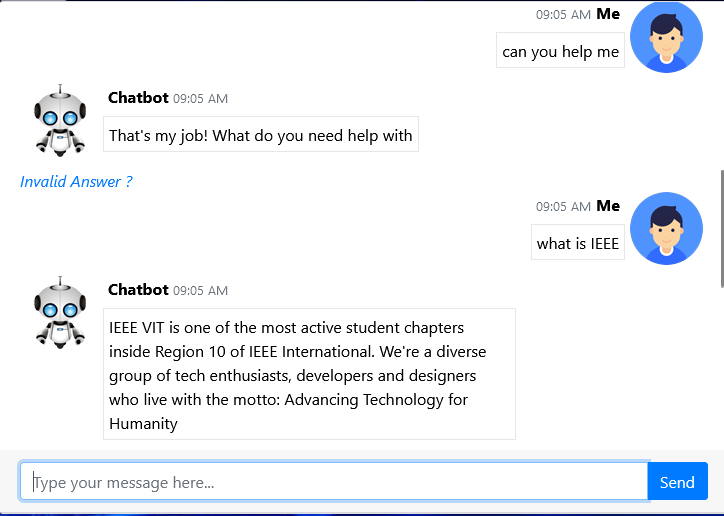 09:05 AM Me
can you help me
Chatbot 09:05 AM
That's my job! What do you need help with
Invalid Answer ?
09:05 AM Me
what is IEEE
Chatbot 09:05 AM
IEEE VIT is one of the most active student chapters
inside Region 10 of IEEE International. We're a diverse
group of tech enthusiasts, developers and designers
who live with the motto: Advancing Technology for
Humanity
Type your message here...
Send